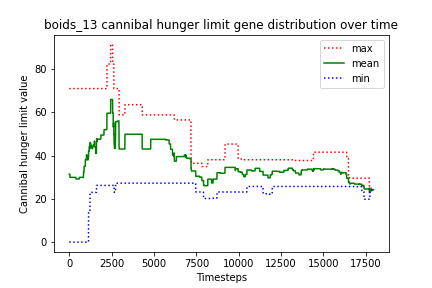 boids_13 cannibal hunger limit gene distribution over time
max
mean
min
Cannibal hunger limit value
80
60
40
20
0
0 2500 5000 7500 10000 12500 15000 17500
Timesteps